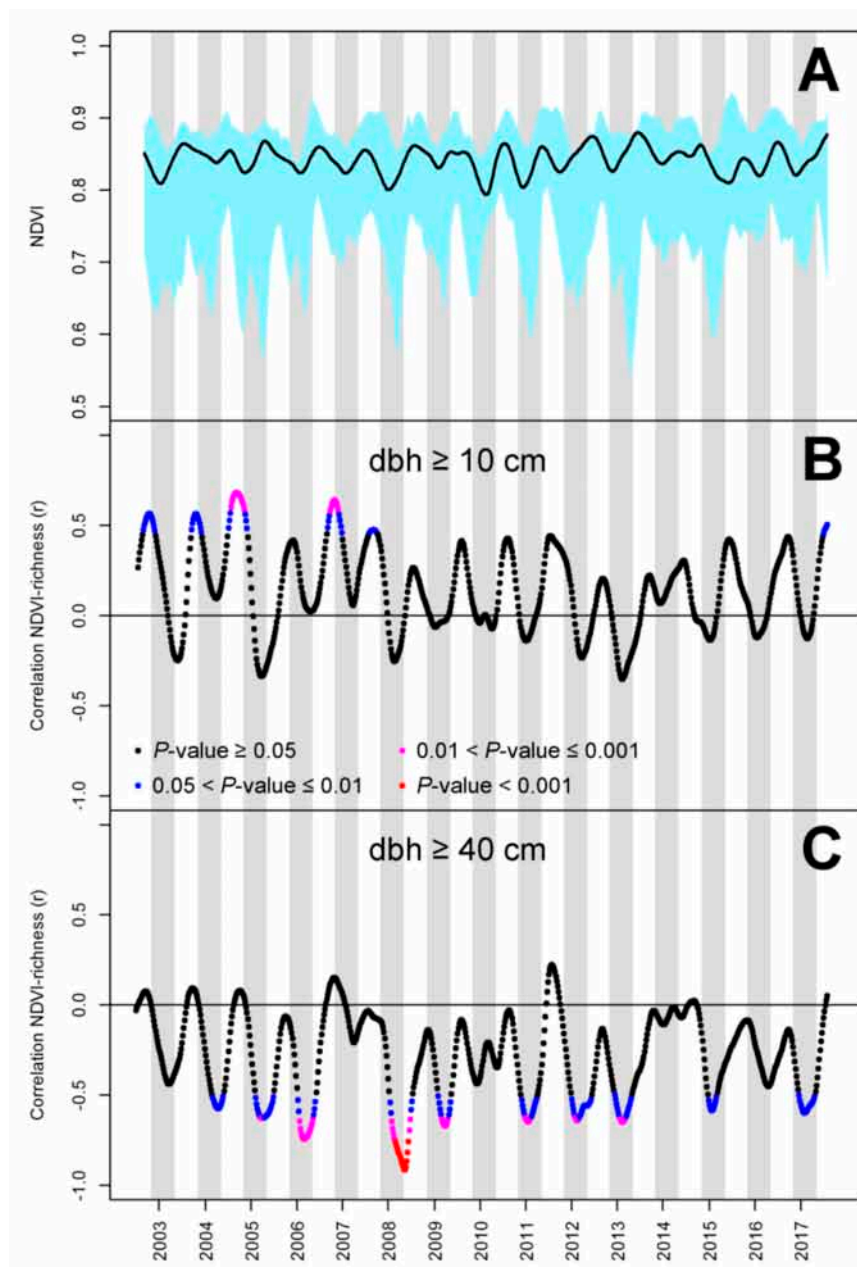 A
1.0
0.9
0.8
0.7
0.6
0.5
NDVI
dbh ≥ 10 cm
B
0.5
0.0
-0.5
-1.0
Correlation NDVI-richness (r)
P-value ≥ 0.05
0.01 < P-value ≤ 0.001
0.05 < P-value ≤ 0.01
P-value < 0.001
dbh ≥ 40 cm
C
0.5
0.0
-0.5
-1.0
Correlation NDVI-richness (r)
2003 2004 2005 2006 2007 2008 2009 2010 2011 2012 2013 2014 2015 2016 2017